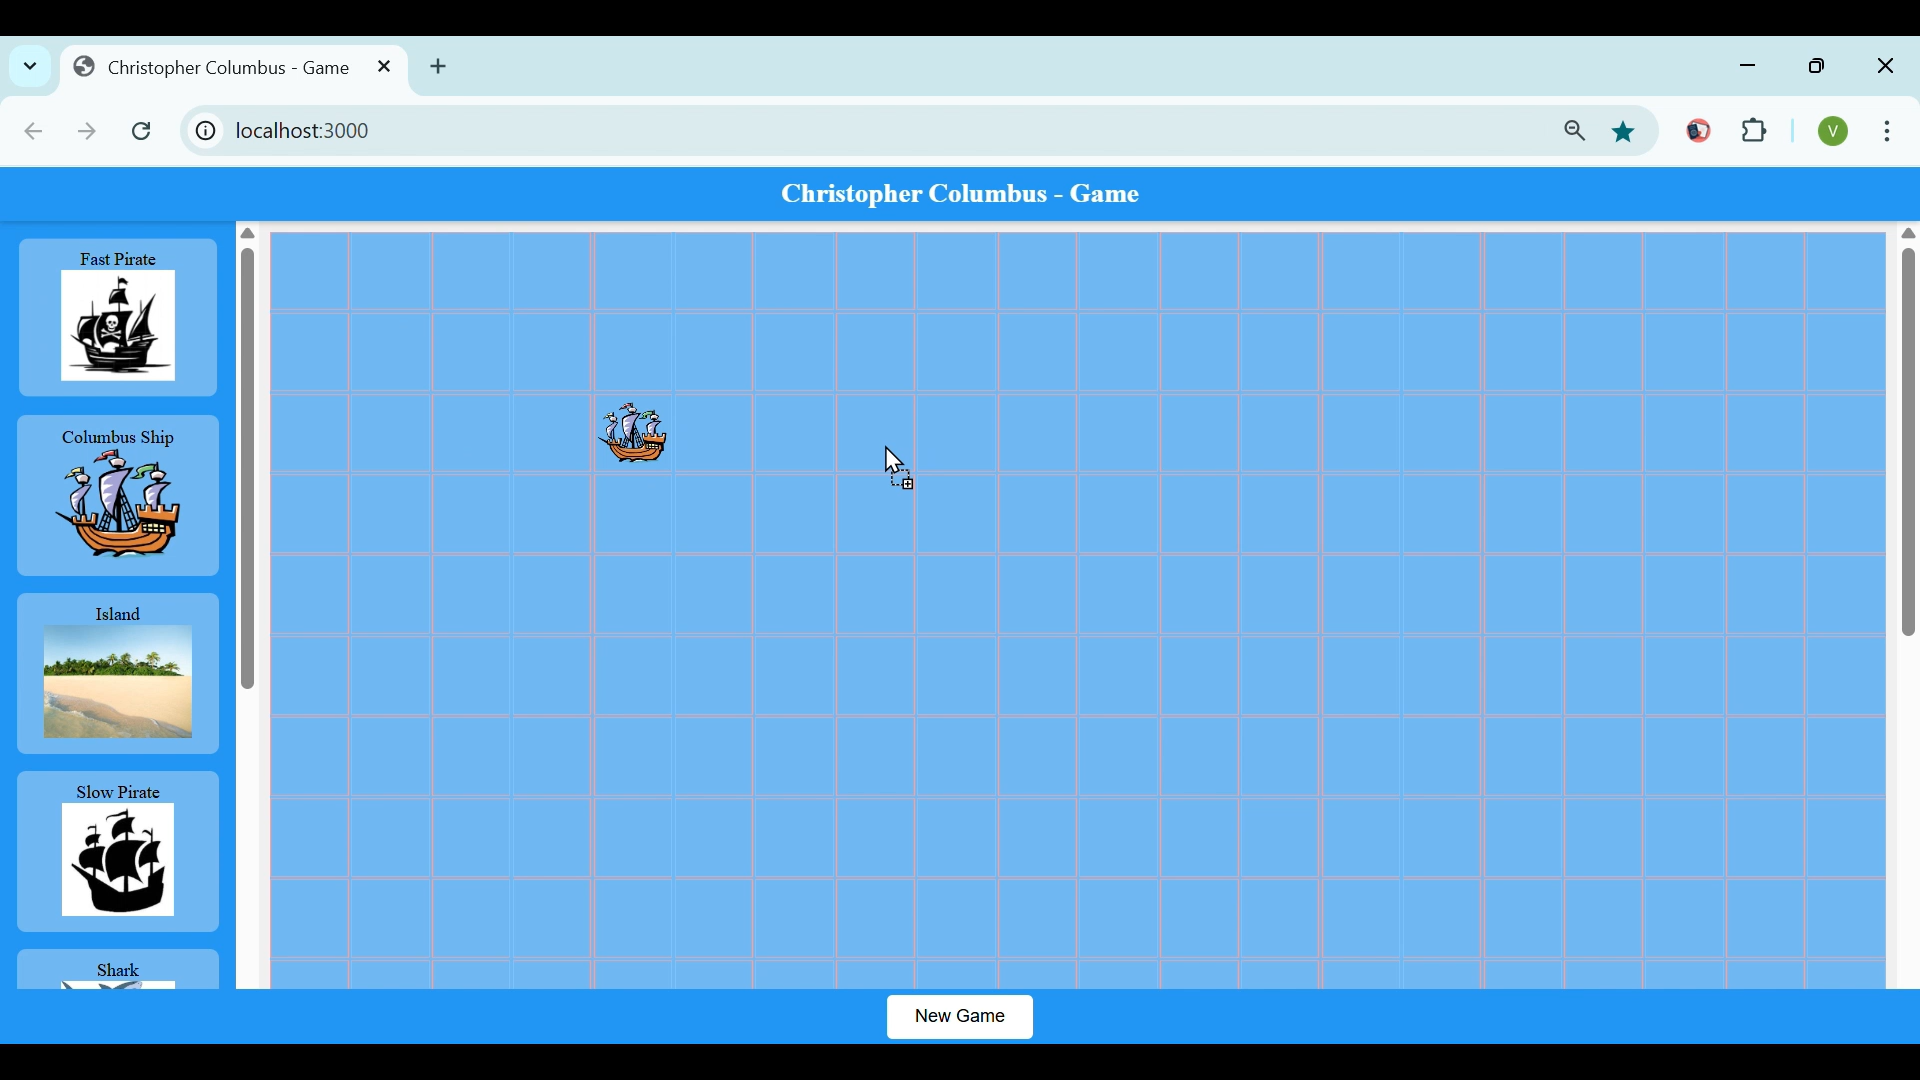 Christopher Columbus - Game
localhost:3000
V
Christopher Columbus - Game
Fast Pirate
Columbus Ship
Island
Slow Pirate
Shark
New Game